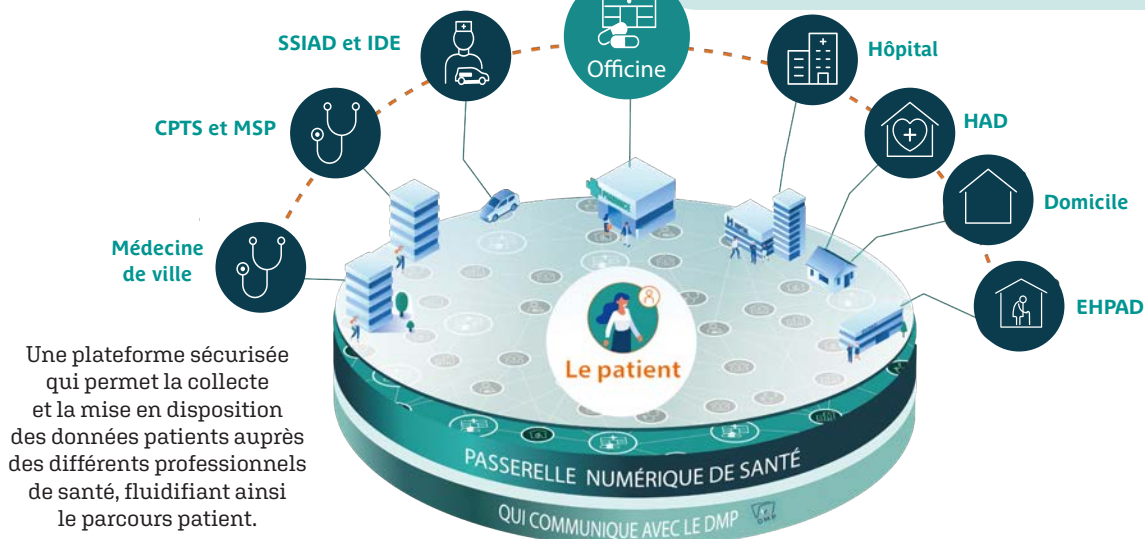 SSIAD et IDE
Officine
Hôpital
CPTS et MSP
HAD
Domicile
Médecine
de ville
EHPAD
PHARMACIE
H
Le patient
Une plateforme sécurisée
qui permet la collecte
et la mise en disposition
des données patients auprès
des différents professionnels
de santé, fluidifiant ainsi
le parcours patient.
PASSERELLE NUMÉRIQUE DE SANTÉ
QUI COMMUNIQUE AVEC LE DMP
DMP